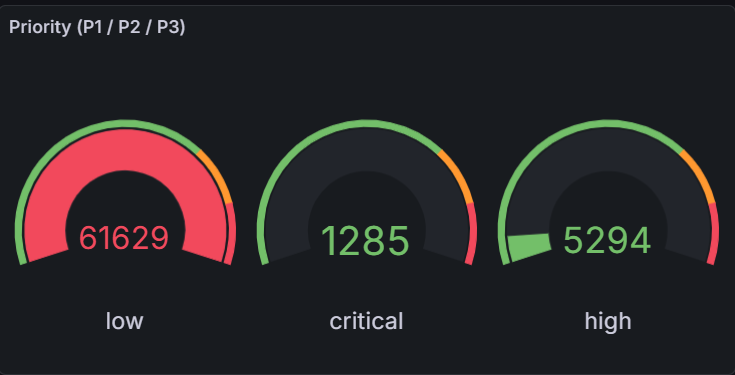 Priority (P1 / P2 / P3)
61629 1285 5294
low critical high